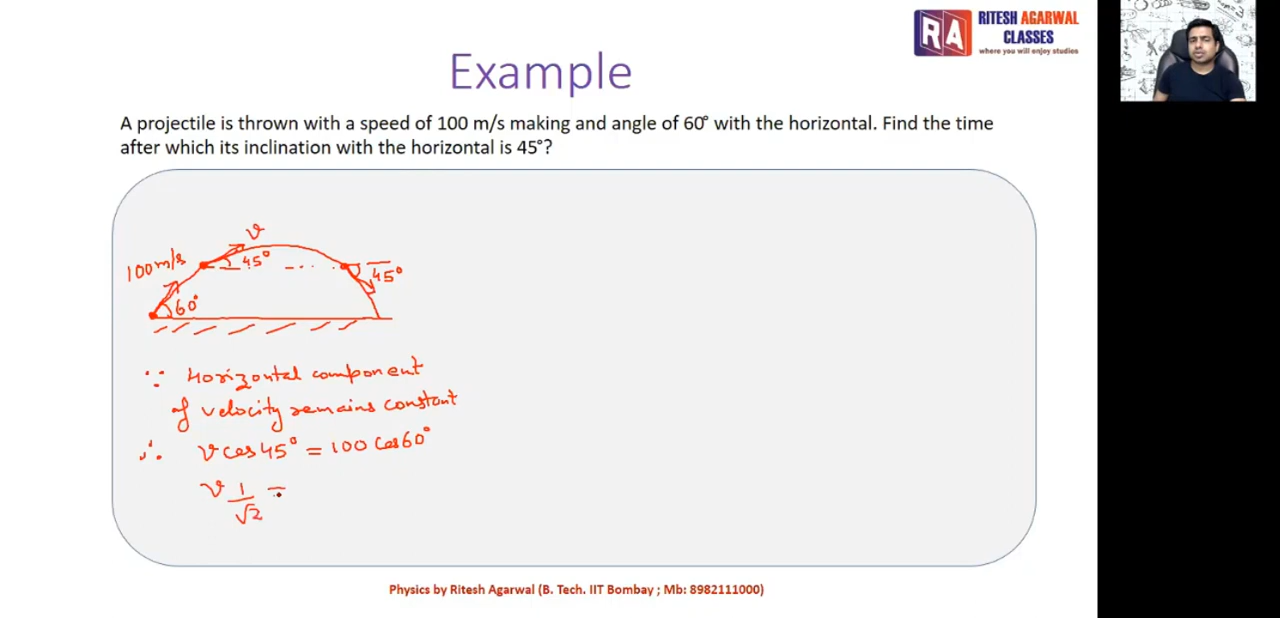 RITESH AGARWAL
CLASSES
where you will enjoy studies
RA
Example
A projectile is thrown with a speed of 100 m/s making and angle of 60° with the horizontal. Find the time
after which its inclination with the horizontal is 45°?
v
100 m/s
45°
45°
60°
∵ Horizontal component
of velocity remains constant
∴ v cos 45° = 100 cos 60°
v 1/√2 =
Physics by Ritesh Agarwal (B. Tech. IIT Bombay ; Mb: 8982111000)